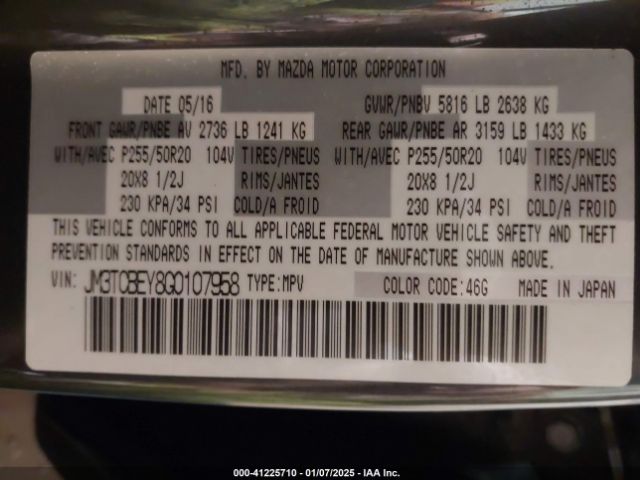 MFD. BY MAZDA MOTOR CORPORATION
DATE 05/16 GVWR/PNBV 5816 LB 2638 KG
FRONT GAWR/PNBE AV 2736 LB 1241 KG REAR GAWR/PNBE AR 3159 LB 1433 KG
WITH/AVEC P255/50R20 104V TIRES/PNEUS WITH/AVEC P255/50R20 104V TIRES/PNEUS
20X8 1/2J RIMS/JANTES 20X8 1/2J RIMS/JANTES
230 KPA/34 PSI COLD/A FROID 230 KPA/34 PSI COLD/A FROID
THIS VEHICLE CONFORMS TO ALL APPLICABLE FEDERAL MOTOR VEHICLE SAFETY AND THEFT
PREVENTION STANDARDS IN EFFECT ON THE DATE OF MANUFACTURE SHOWN ABOVE.
VIN: JM3TCBEY8G0107958 TYPE:MPV COLOR CODE:46G MADE IN JAPAN
000-41225710 - 01/07/2025 - IAA Inc.